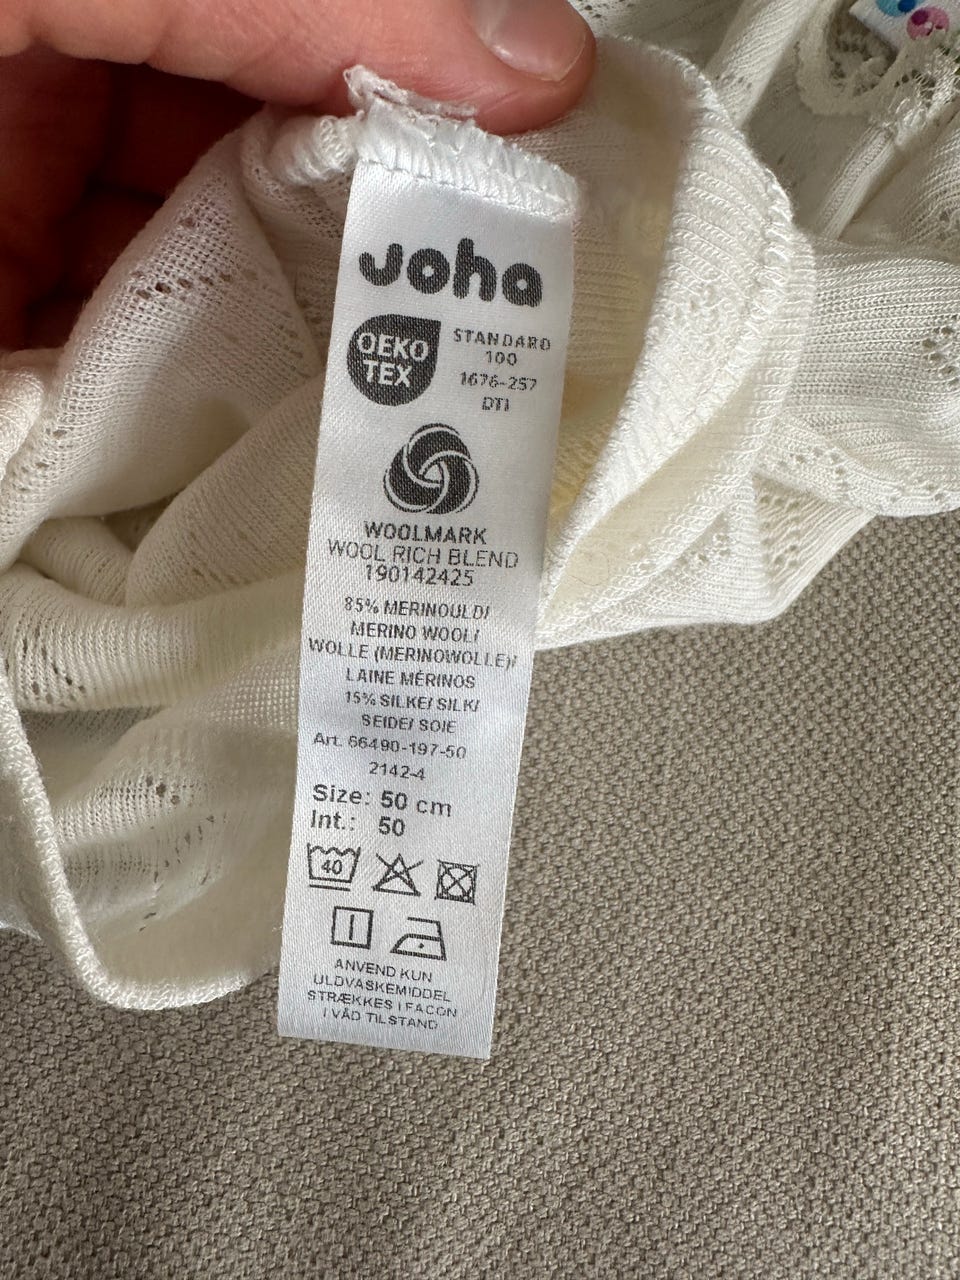 Joha
OEKO
TEX
STANDARD
100
1676-257
DTI
WOOLMARK
WOOL RICH BLEND
190142425
85% MERINOULD/
MERINO WOOL/
WOLLE (MERINOWOLLE)/
LAINE MÉRINOS
15% SILKE/ SILK/
SEIDE/ SOIE
Art. 66490-197-50
2142-4
Size: 50 cm
Int.: 50
40
ANVEND KUN
ULDVASKEMIDDEL
STRÆKKES I FACON
I VÅD TILSTAND